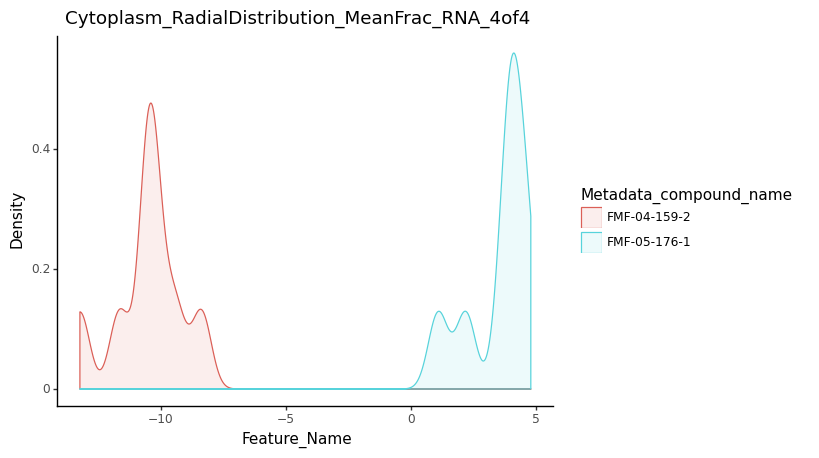 Cytoplasm_RadialDistribution_MeanFrac_RNA_4of4
0.4
0.2
0
Density
−10
−5
0
5
Feature_Name
Metadata_compound_name
FMF-04-159-2
FMF-05-176-1